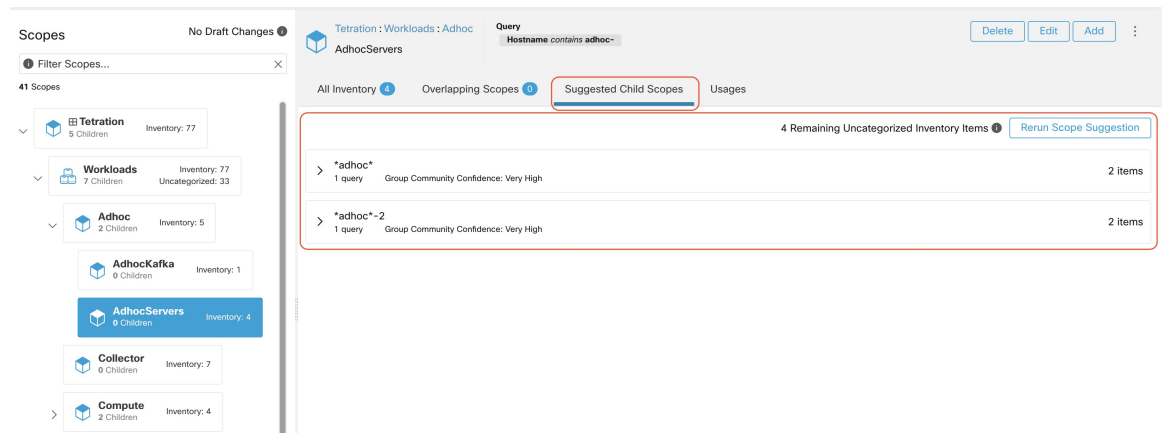 Scopes
No Draft Changes
Filter Scopes...
41 Scopes
Tetration
5 Children
Inventory: 77
Workloads
7 Children
Inventory: 77
Uncategorized: 33
Adhoc
2 Children
Inventory: 5
AdhocKafka
0 Children
Inventory: 1
AdhocServers
0 Children
Inventory: 4
Collector
0 Children
Inventory: 7
Compute
2 Children
Inventory: 4
Tetration : Workloads : Adhoc
AdhocServers
Query
Hostname contains adhoc-
Delete Edit Add
All Inventory 4 Overlapping Scopes 0 Suggested Child Scopes Usages
4 Remaining Uncategorized Inventory Items Rerun Scope Suggestion
*adhoc*
1 query Group Community Confidence: Very High
2 items
*adhoc*-2
1 query Group Community Confidence: Very High
2 items